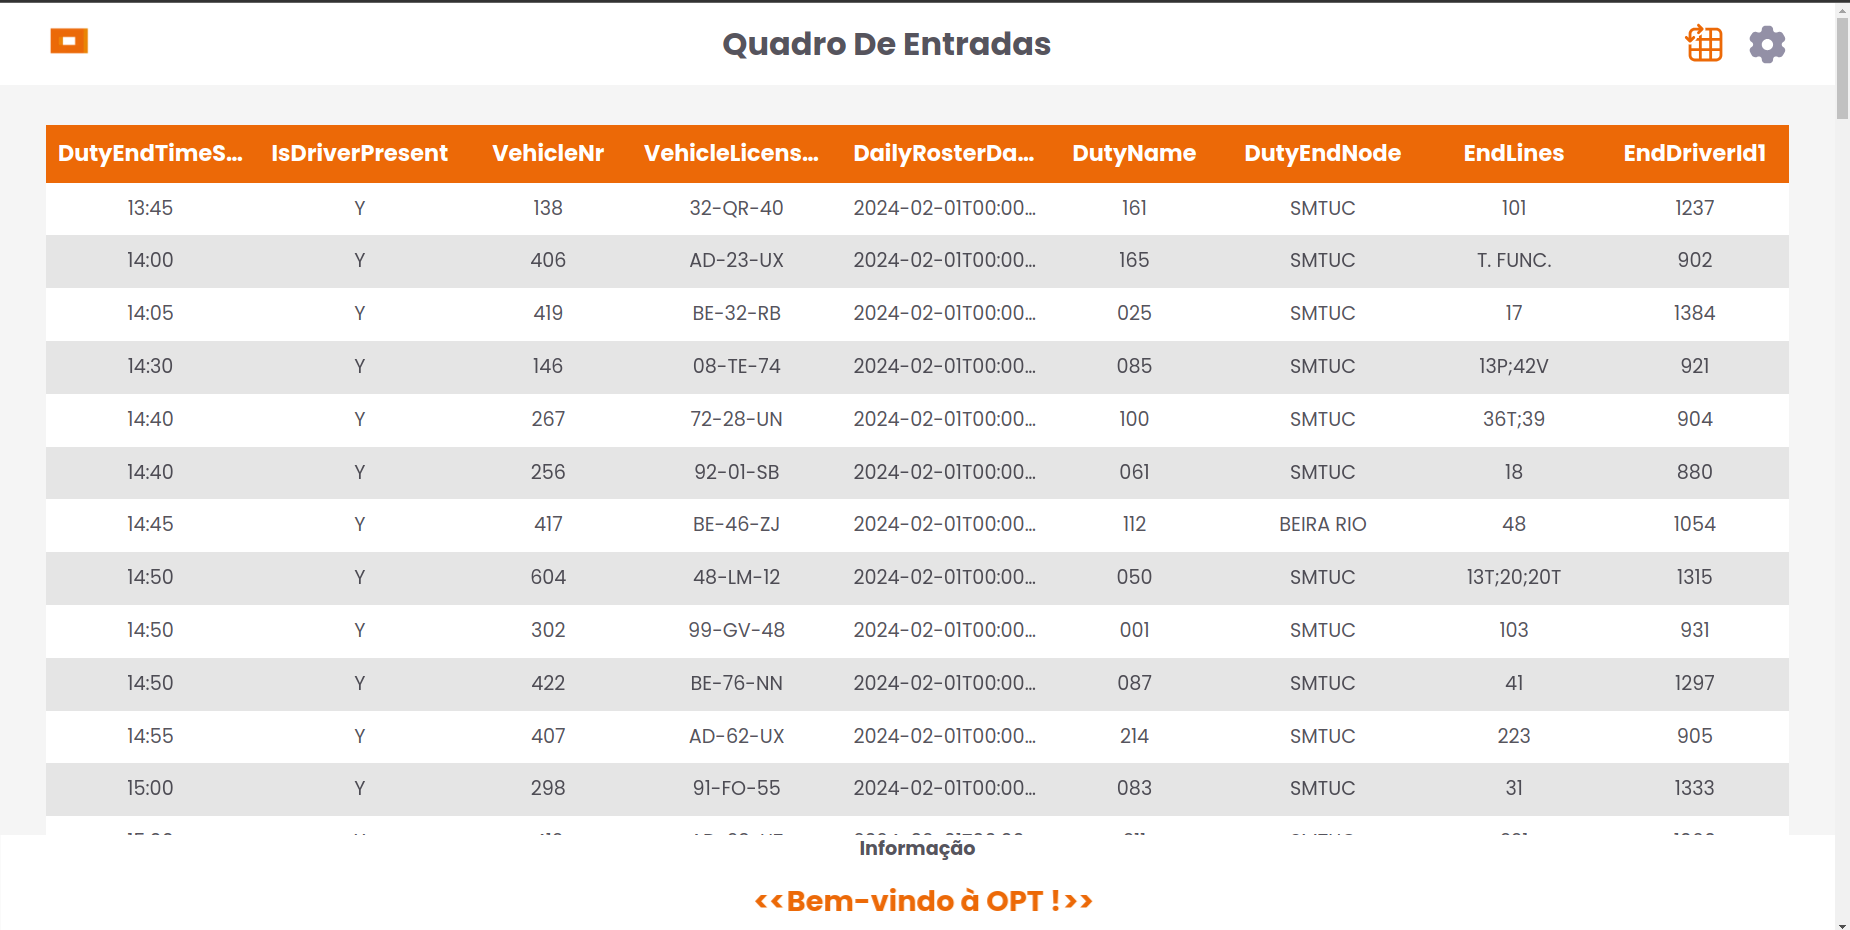 Quadro De Entradas
DutyEndTimeS... IsDriverPresent VehicleNr VehicleLicens... DailyRosterDa... DutyName DutyEndNode EndLines EndDriverId1
13:45 Y 138 32-QR-40 2024-02-01T00:00... 161 SMTUC 101 1237
14:00 Y 406 AD-23-UX 2024-02-01T00:00... 165 SMTUC T. FUNC. 902
14:05 Y 419 BE-32-RB 2024-02-01T00:00... 025 SMTUC 17 1384
14:30 Y 146 08-TE-74 2024-02-01T00:00... 085 SMTUC 13P;42V 921
14:40 Y 267 72-28-UN 2024-02-01T00:00... 100 SMTUC 36T;39 904
14:40 Y 256 92-01-SB 2024-02-01T00:00... 061 SMTUC 18 880
14:45 Y 417 BE-46-ZJ 2024-02-01T00:00... 112 BEIRA RIO 48 1054
14:50 Y 604 48-LM-12 2024-02-01T00:00... 050 SMTUC 13T;20;20T 1315
14:50 Y 302 99-GV-48 2024-02-01T00:00... 001 SMTUC 103 931
14:50 Y 422 BE-76-NN 2024-02-01T00:00... 087 SMTUC 41 1297
14:55 Y 407 AD-62-UX 2024-02-01T00:00... 214 SMTUC 223 905
15:00 Y 298 91-FO-55 2024-02-01T00:00... 083 SMTUC 31 1333
Informação
<<Bem-vindo à OPT !>>